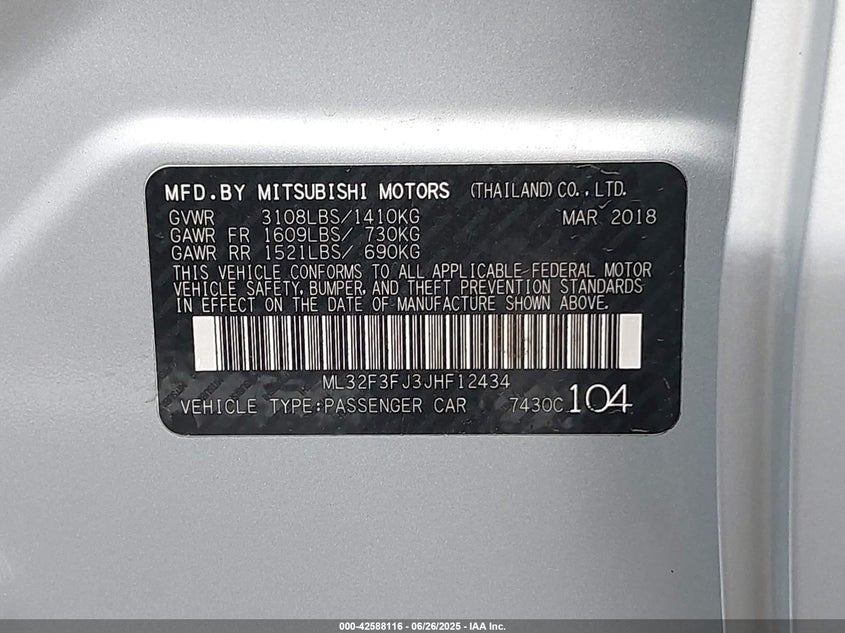 MFD.BY MITSUBISHI MOTORS (THAILAND)CO.,LTD.
GVWR 3108LBS/1410KG MAR 2018
GAWR FR 1609LBS/ 730KG
GAWR RR 1521LBS/ 690KG
THIS VEHICLE CONFORMS TO ALL APPLICABLE FEDERAL MOTOR
VEHICLE SAFETY, BUMPER, AND THEFT PREVENTION STANDARDS
IN EFFECT ON THE DATE OF MANUFACTURE SHOWN ABOVE.
ML32F3FJ3JHF12434
VEHICLE TYPE:PASSENGER CAR 7430C 104
000-42588116 - 06/26/2025 - IAA Inc.